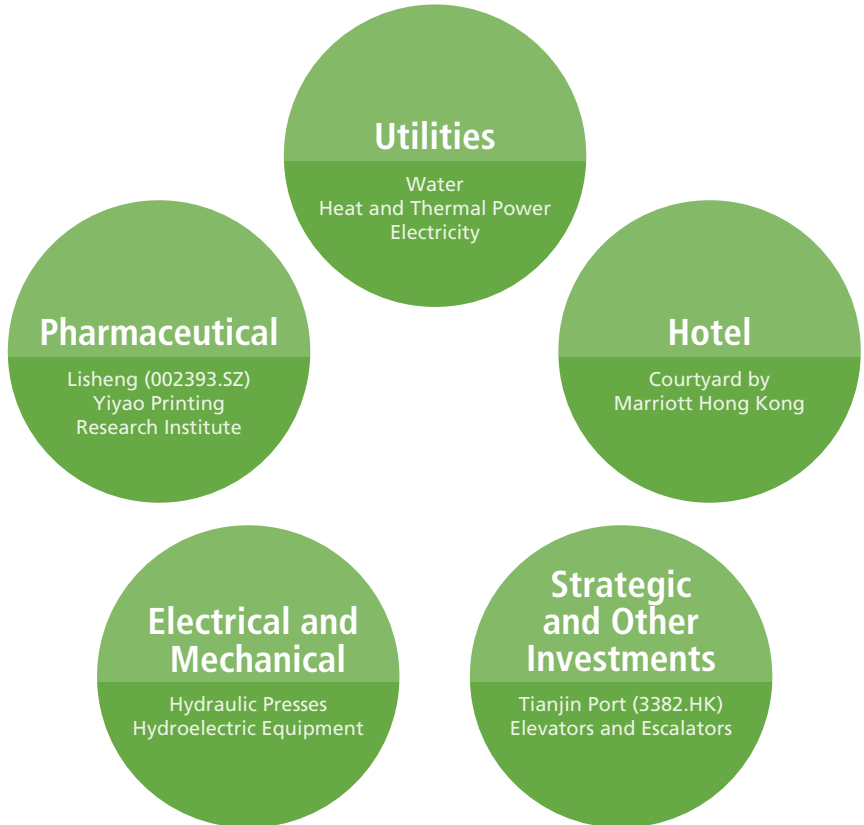 Utilities
Water
Heat and Thermal Power
Electricity
Pharmaceutical
Lisheng (002393.SZ)
Yiyao Printing
Research Institute
Hotel
Courtyard by
Marriott Hong Kong
Electrical and
Mechanical
Hydraulic Presses
Hydroelectric Equipment
Strategic
and Other
Investments
Tianjin Port (3382.HK)
Elevators and Escalators